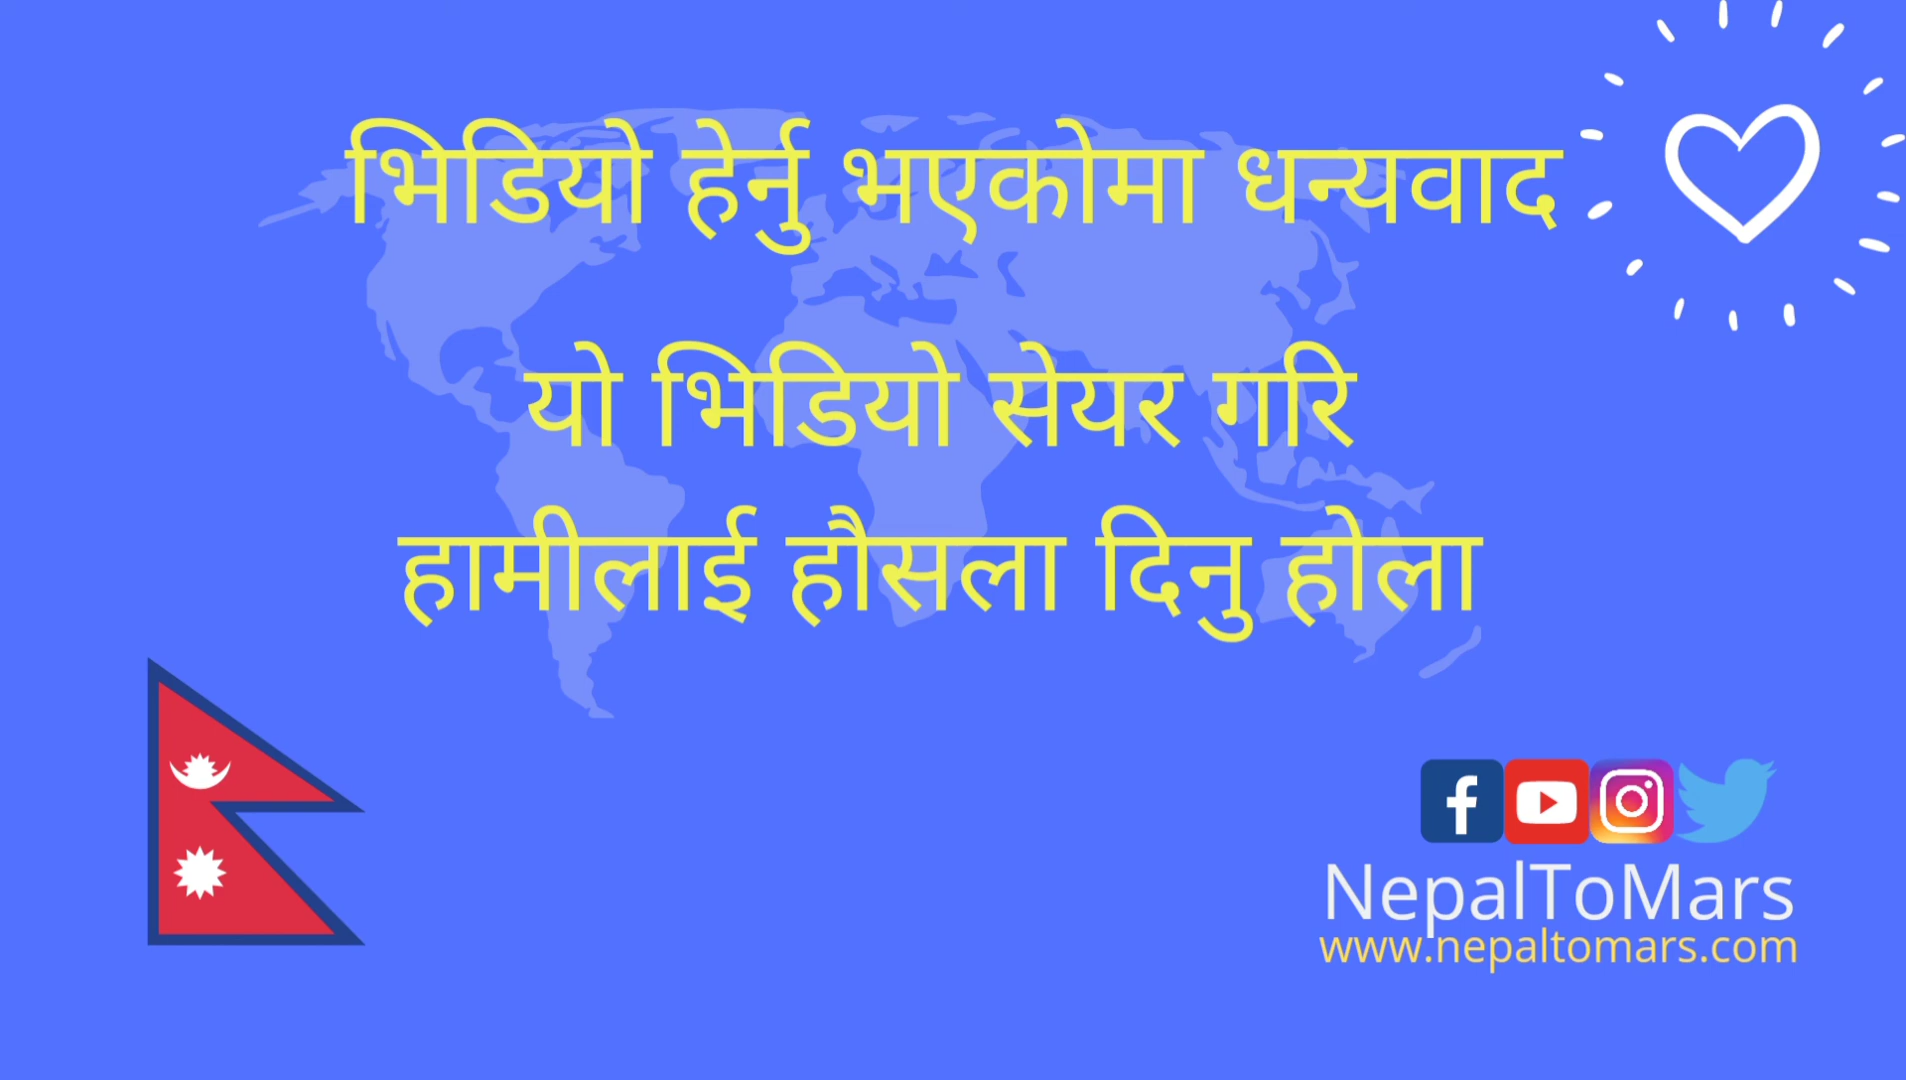 भिडियो हेर्नु भएकोमा धन्यवाद
यो भिडियो सेयर गरि
हामीलाई हौसला दिनु होला
NepalToMars
www.nepaltomars.com